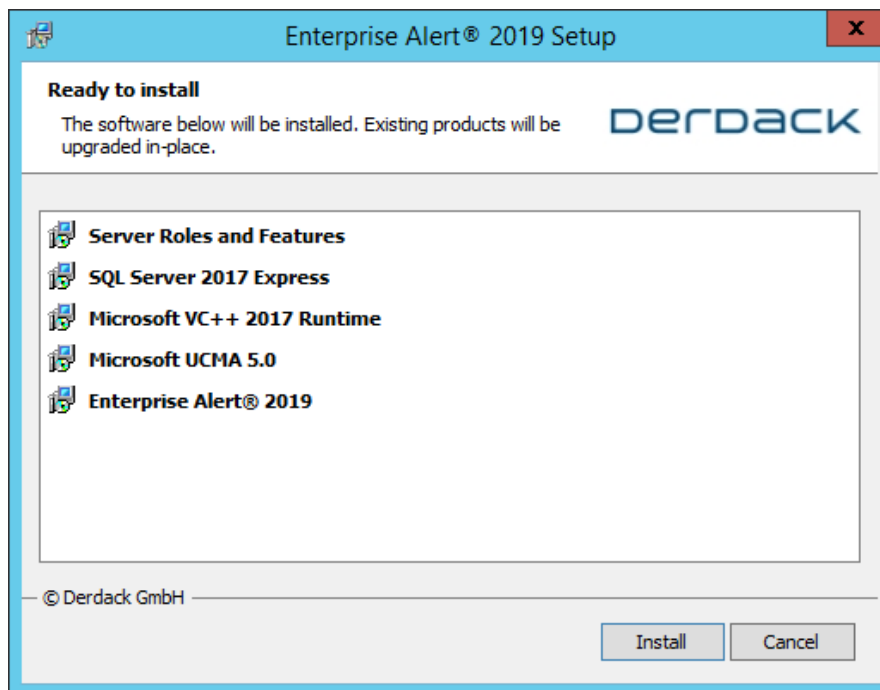 Enterprise Alert® 2019 Setup
x
Ready to install
The software below will be installed. Existing products will be
upgraded in-place.
DERDACK
Server Roles and Features
SQL Server 2017 Express
Microsoft VC++ 2017 Runtime
Microsoft UCMA 5.0
Enterprise Alert® 2019
© Derdack GmbH
Install
Cancel